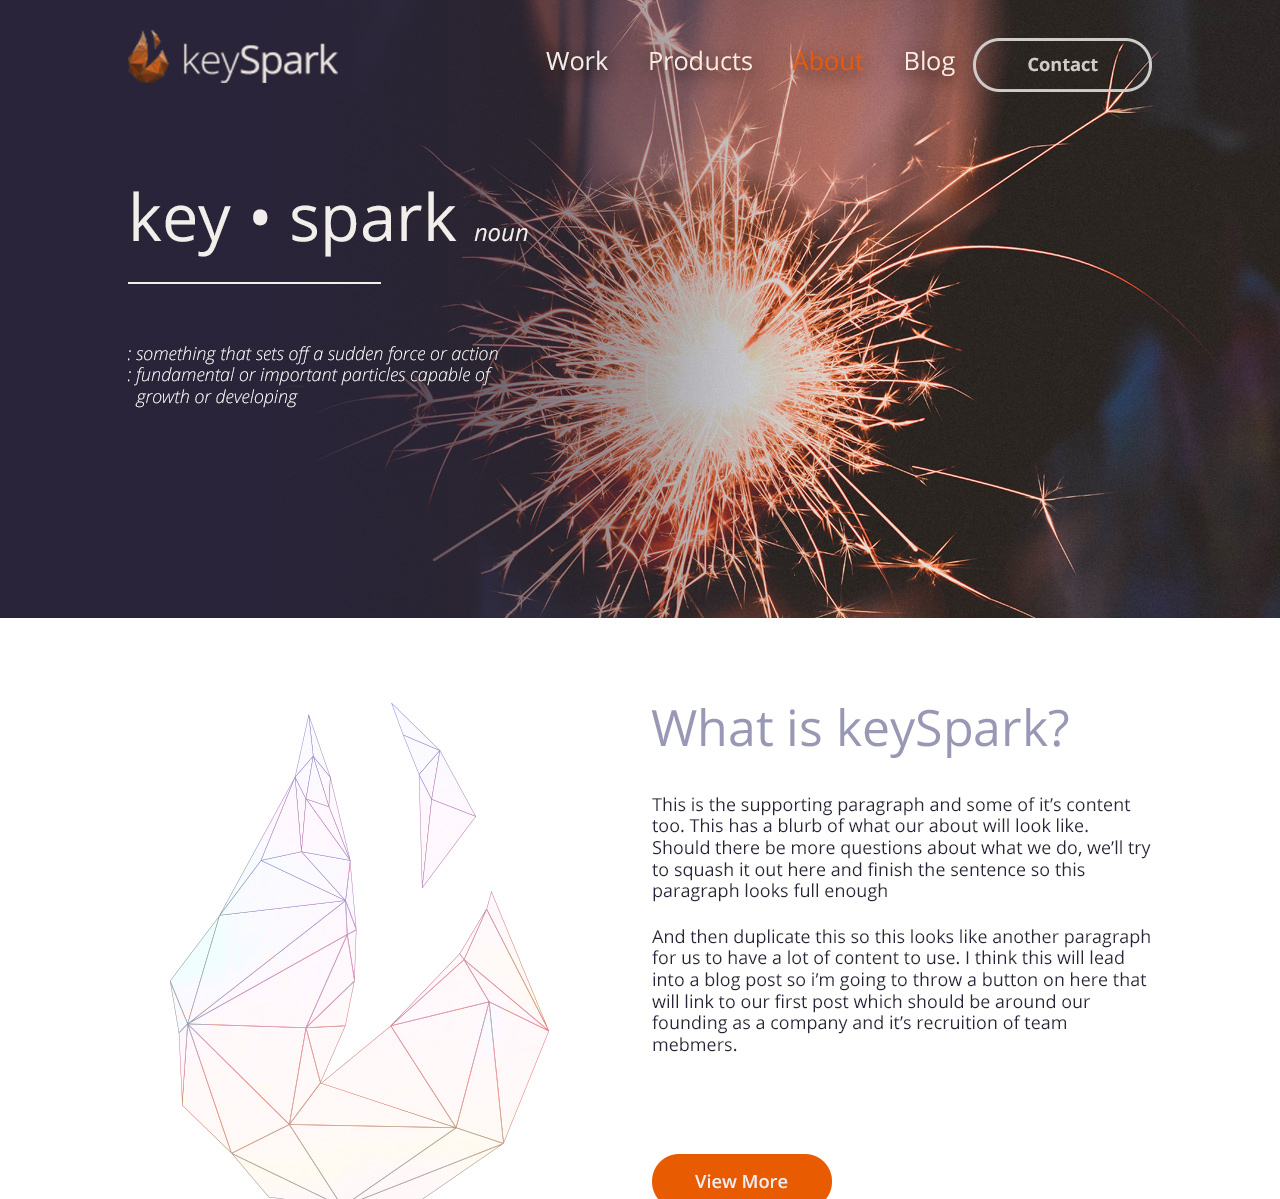 keySpark
Work Products About Blog Contact
key • spark noun
: something that sets off a sudden force or action
: fundamental or important particles capable of
growth or developing
What is keySpark?
This is the supporting paragraph and some of it’s content
too. This has a blurb of what our about will look like.
Should there be more questions about what we do, we’ll try
to squash it out here and finish the sentence so this
paragraph looks full enough
And then duplicate this so this looks like another paragraph
for us to have a lot of content to use. I think this will lead
into a blog post so i’m going to throw a button on here that
will link to our first post which should be around our
founding as a company and it’s recruition of team
mebmers.
View More